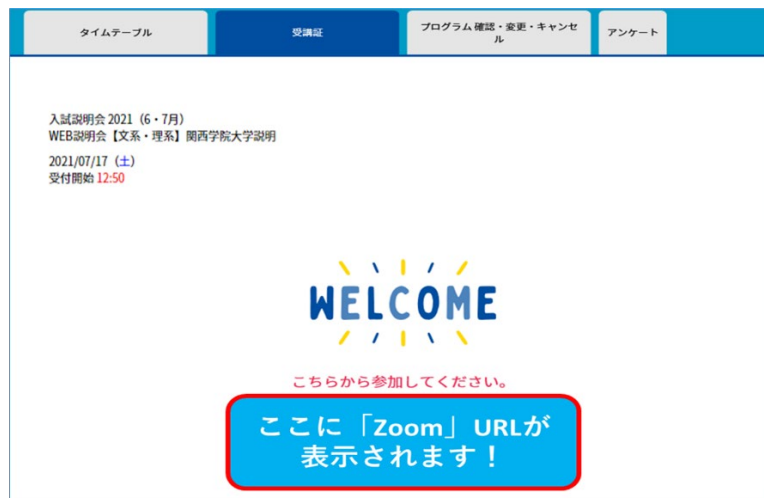 タイムテーブル
受講証
プログラム 確認・変更・キャンセ
ル
アンケート
入試説明会 2021（6・7月）
WEB説明会【文系・理系】関西学院大学説明
2021/07/17（土）
受付開始 12:50
WELCOME
こちらから参加してください。
ここに「Zoom」URLが
表示されます！